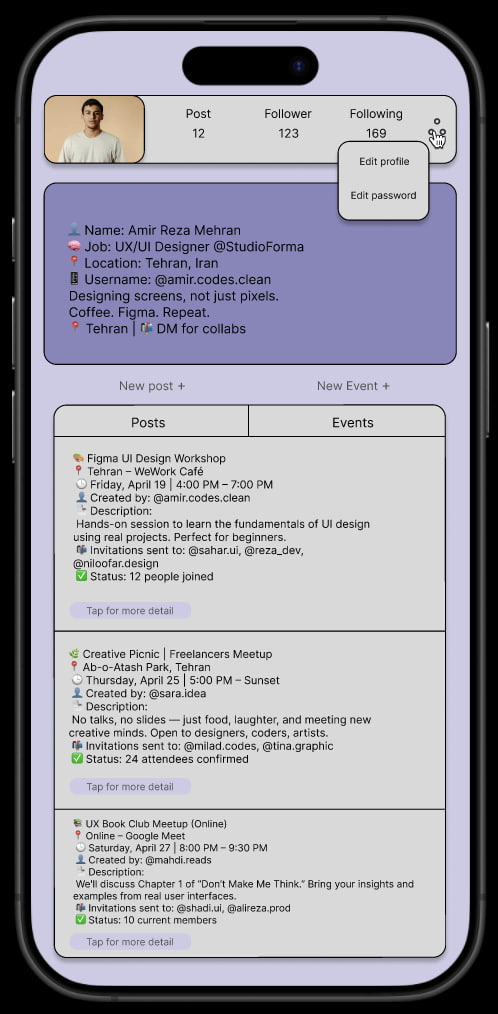 Post
Follower
Following
12
123
169
Edit profile
Edit password
👤 Name: Amir Reza Mehran
🧠 Job: UX/UI Designer @StudioForma
📍 Location: Tehran, Iran
🎚 Username: @amir.codes.clean
Designing screens, not just pixels.
Coffee. Figma. Repeat.
📍 Tehran | 📬 DM for collabs
New post +
New Event +
Posts
Events
🎨 Figma UI Design Workshop
📍 Tehran – WeWork Café
🕓 Friday, April 19 | 4:00 PM – 7:00 PM
👤 Created by: @amir.codes.clean
📄 Description:
Hands-on session to learn the fundamentals of UI design
using real projects. Perfect for beginners.
📬 Invitations sent to: @sahar.ui, @reza_dev,
@niloofar.design
✅ Status: 12 people joined
Tap for more detail
🌿 Creative Picnic | Freelancers Meetup
📍 Ab-o-Atash Park, Tehran
🕓 Thursday, April 25 | 5:00 PM – Sunset
👤 Created by: @sara.idea
📄 Description:
No talks, no slides — just food, laughter, and meeting new
creative minds. Open to designers, coders, artists.
📬 Invitations sent to: @milad.codes, @tina.graphic
✅ Status: 24 attendees confirmed
Tap for more detail
📚 UX Book Club Meetup (Online)
📍 Online – Google Meet
🕓 Saturday, April 27 | 8:00 PM – 9:30 PM
👤 Created by: @mahdi.reads
📄 Description:
We'll discuss Chapter 1 of “Don’t Make Me Think.” Bring your insights and
examples from real user interfaces.
📬 Invitations sent to: @shadi.ui, @alireza.prod
✅ Status: 10 current members
Tap for more detail